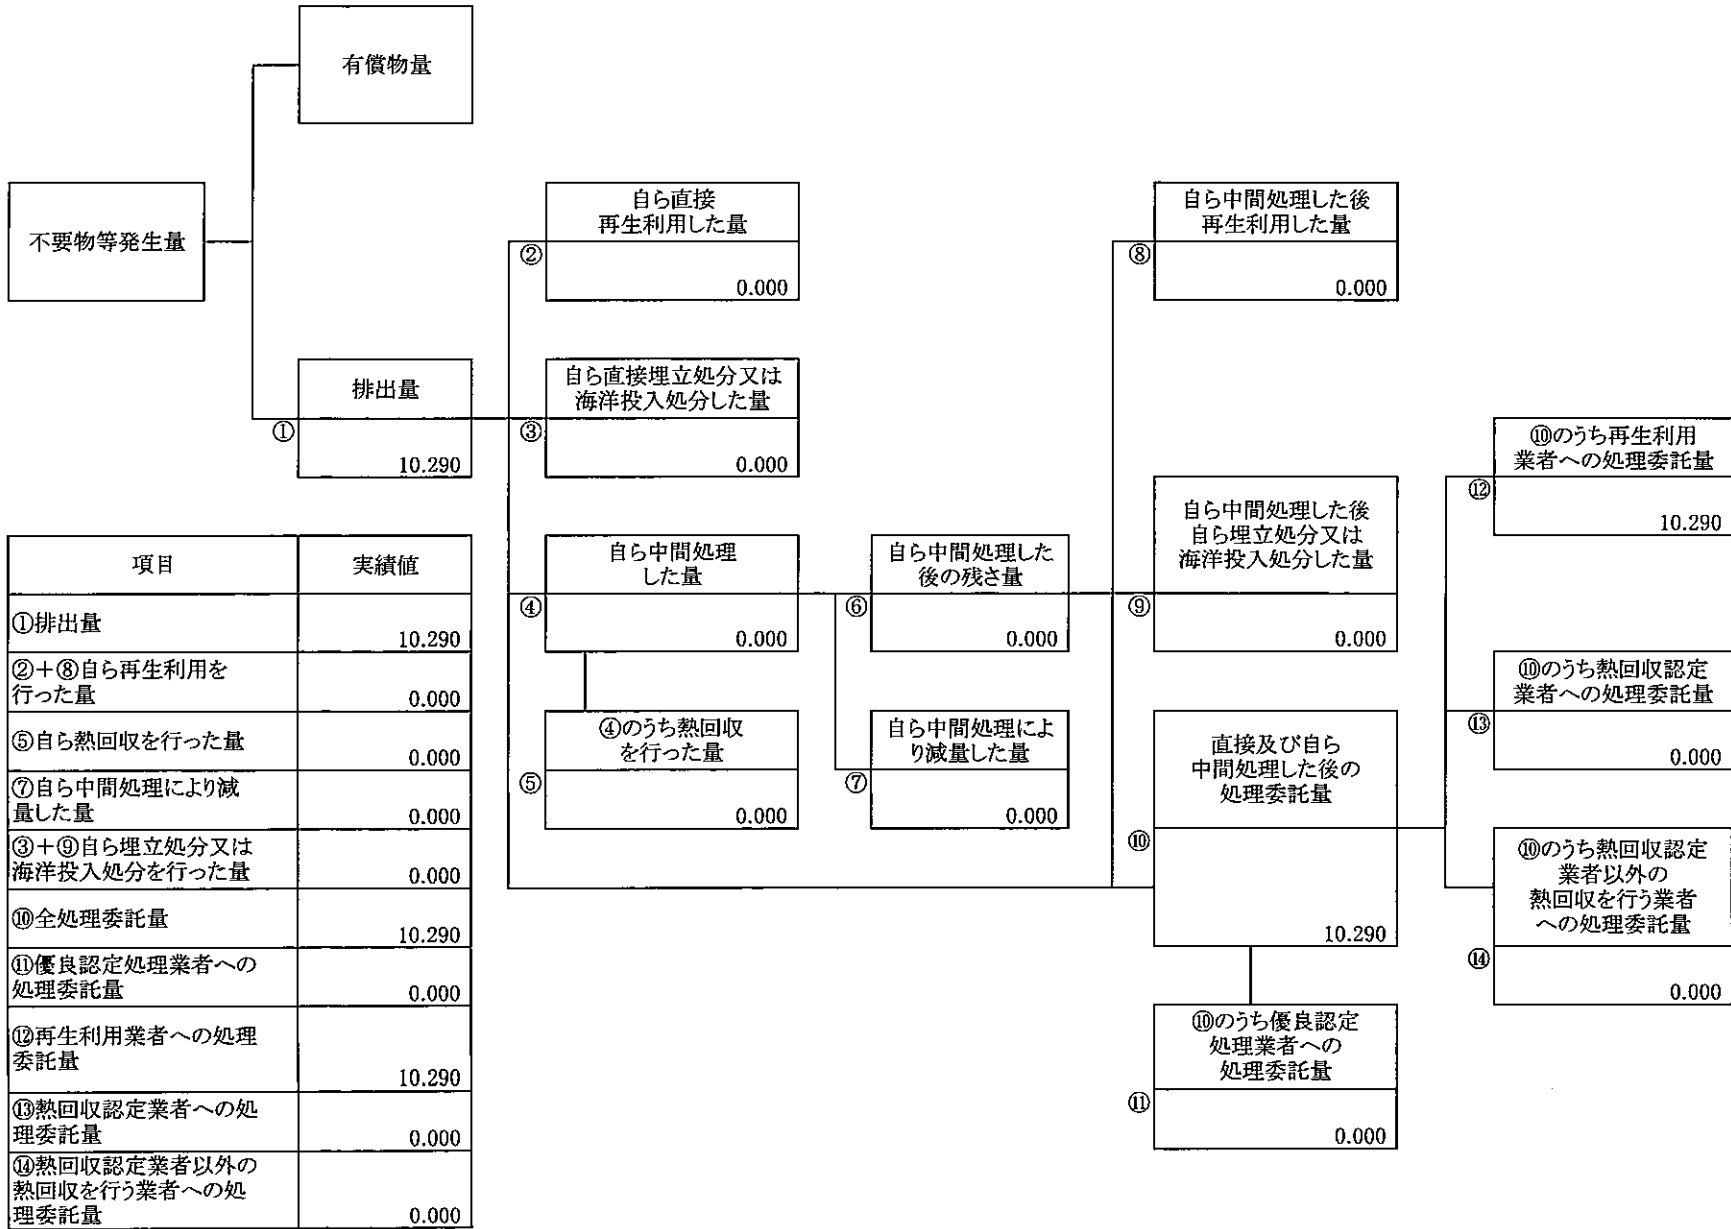 有償物量
不要物等発生量
自ら直接
再生利用した量
②
0.000
自ら中間処理した後
再生利用した量
⑧
0.000
排出量
①
10.290
自ら直接埋立処分又は
海洋投入処分した量
③
0.000
⑩のうち再生利用
業者への処理委託量
⑫
10.290
自ら中間処理
した量
④
0.000
自ら中間処理した
後の残さ量
⑥
0.000
自ら中間処理した後
自ら埋立処分又は
海洋投入処分した量
⑨
0.000
⑩のうち熱回収認定
業者への処理委託量
⑬
0.000
④のうち熱回収
を行った量
⑤
0.000
自ら中間処理によ
り減量した量
⑦
0.000
直接及び自ら
中間処理した後の
処理委託量
⑩
10.290
⑩のうち熱回収認定
業者以外の
熱回収を行う業者
への処理委託量
⑭
0.000
⑩のうち優良認定
処理業者への
処理委託量
⑪
0.000
項目 実績値
①排出量
10.290
②+⑧自ら再生利用を
行った量 0.000
⑤自ら熱回収を行った量
0.000
⑦自ら中間処理により減
量した量 0.000
③+⑨自ら埋立処分又は
海洋投入処分を行った量 0.000
⑩全処理委託量
10.290
⑪優良認定処理業者への
処理委託量 0.000
⑫再生利用業者への処理
委託量
10.290
⑬熱回収認定業者への処
理委託量 0.000
⑭熱回収認定業者以外の
熱回収を行う業者への処
理委託量 0.000